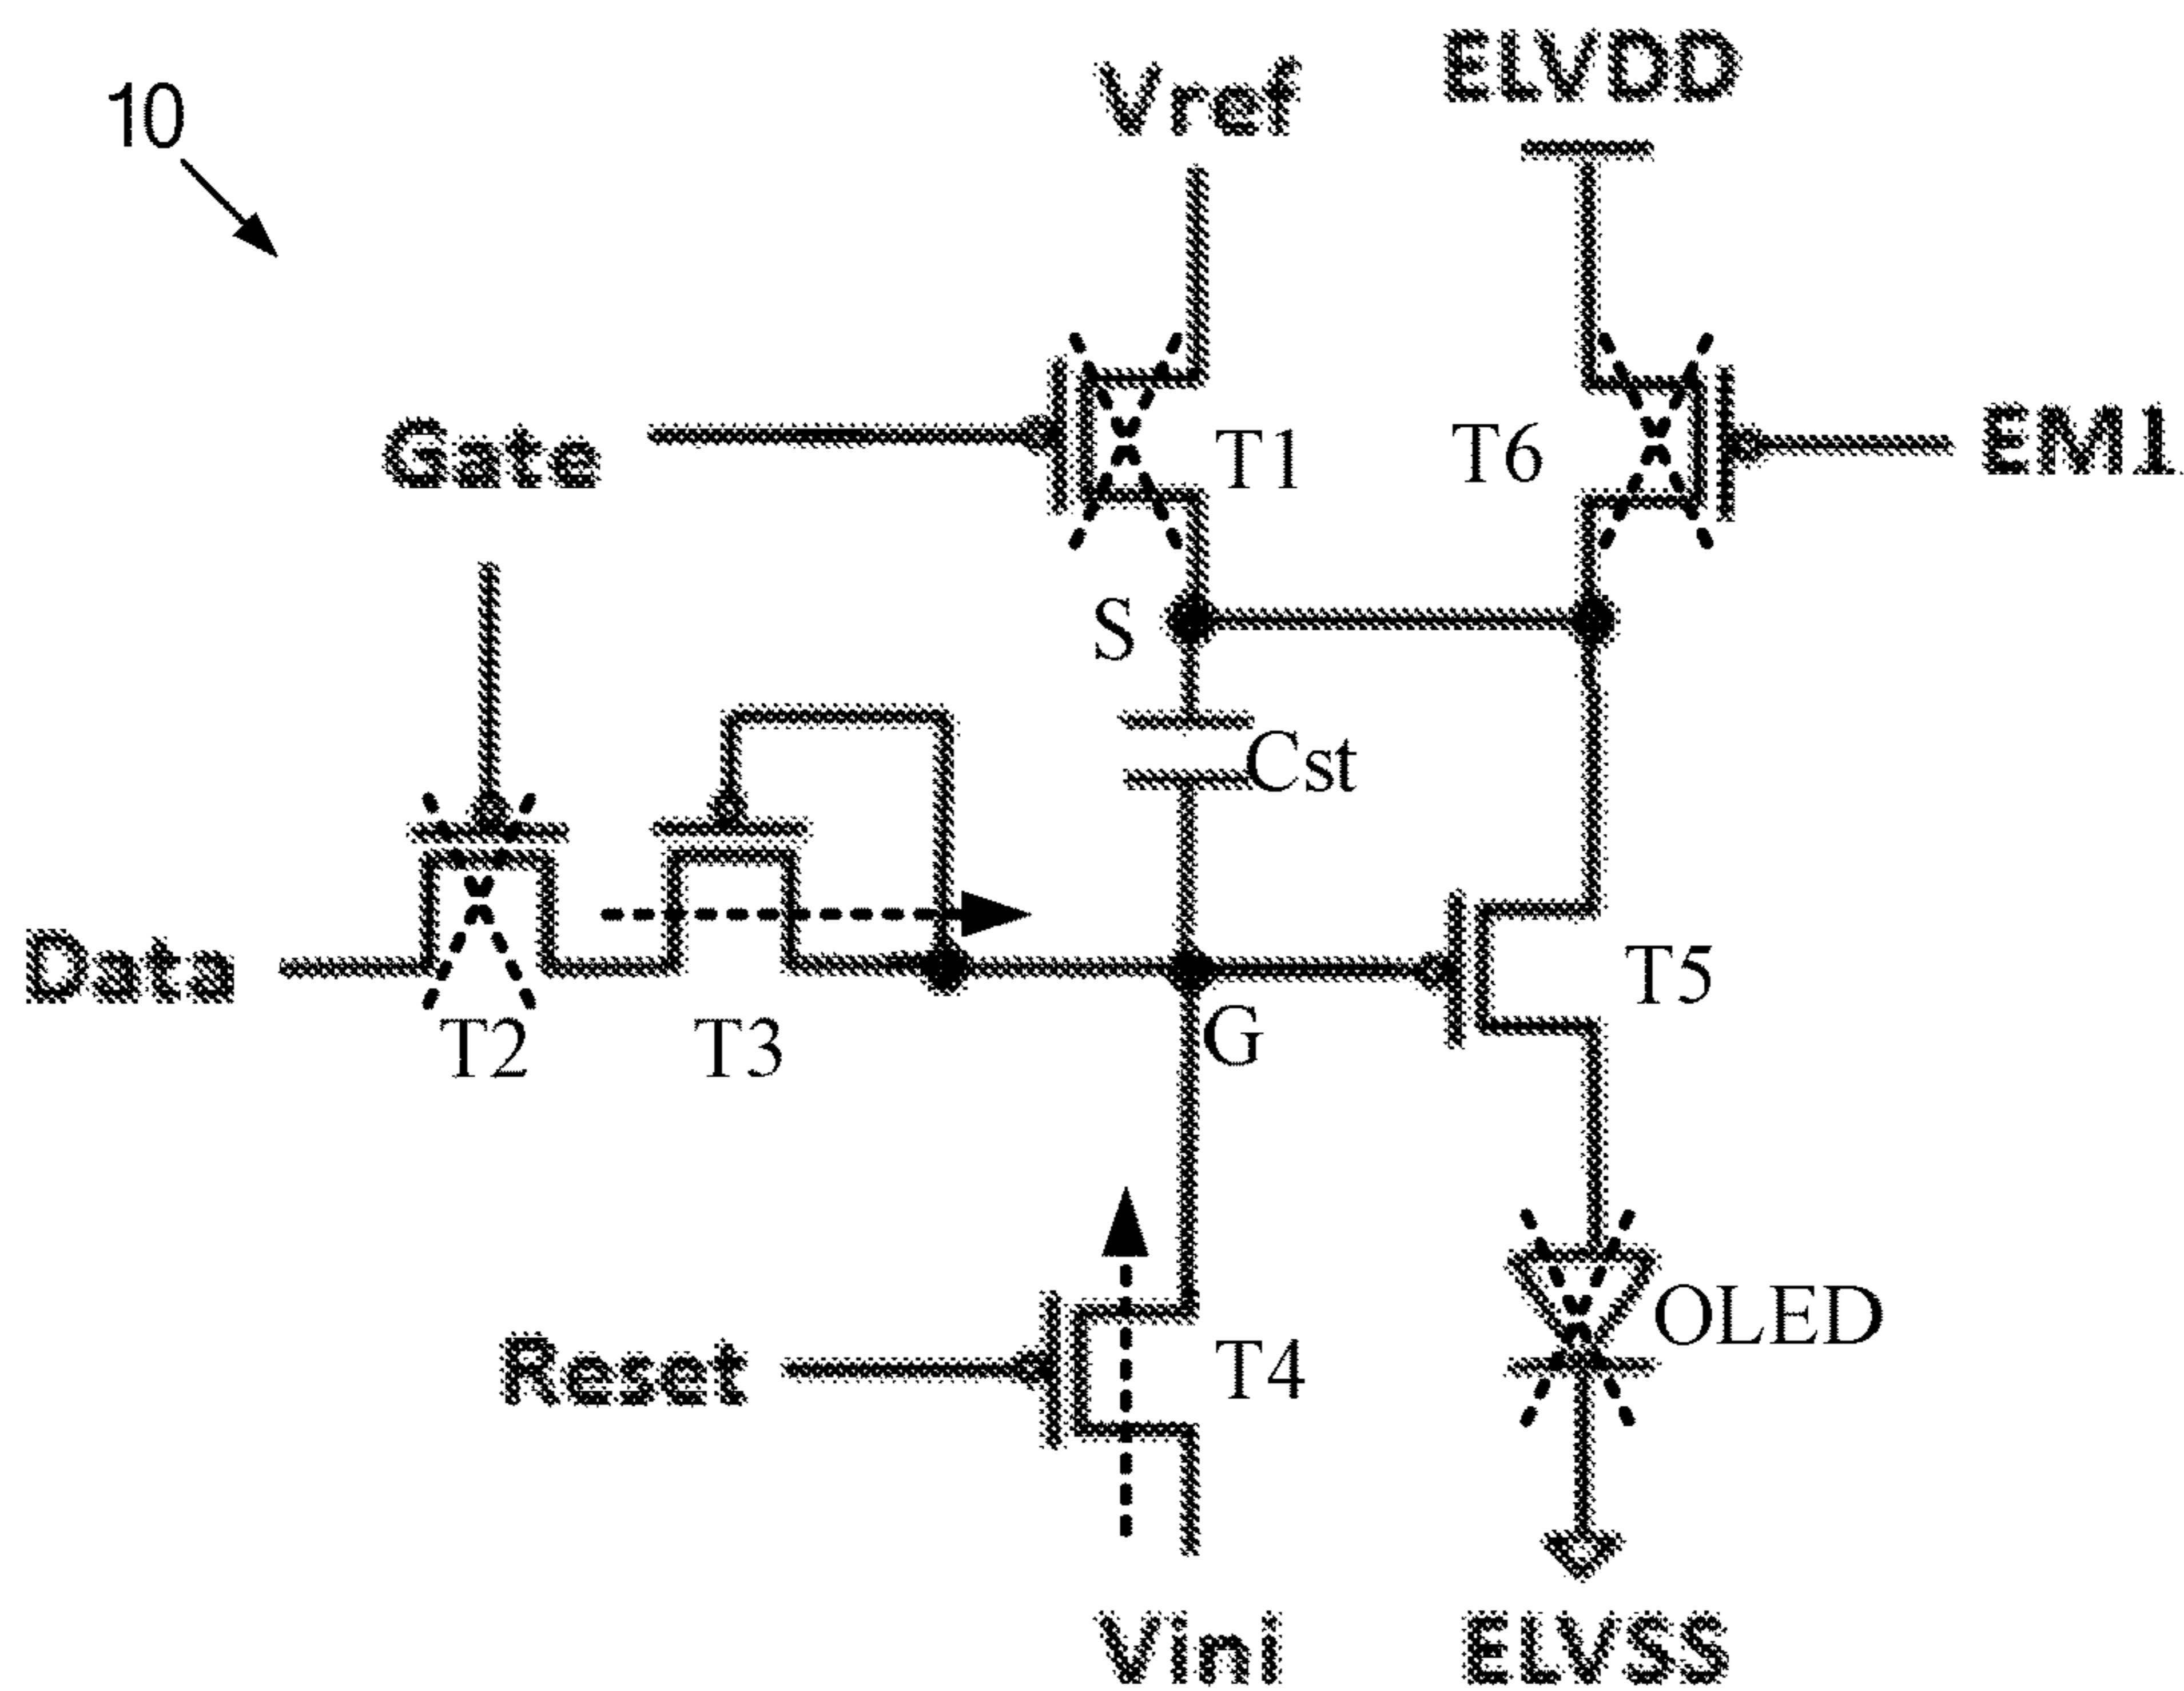 10
Vref
ELVDD
Gate
T1
T6
EM1
S
Cst
Data
T2
T3
G
T5
Reset
T4
OLED
Vini
ELVSS